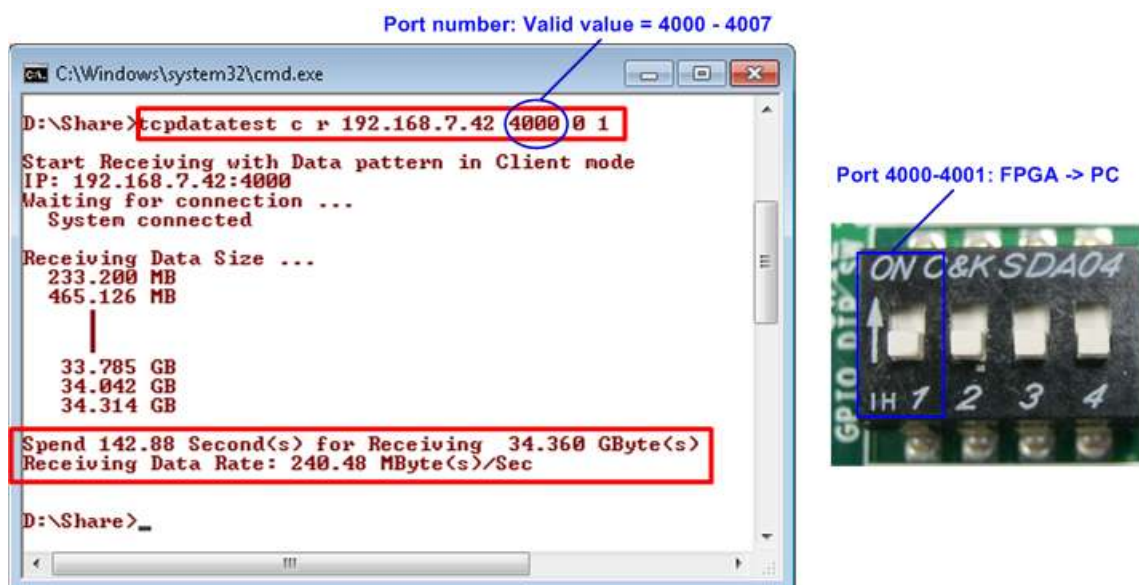 Port number: Valid value = 4000 - 4007
C:\Windows\system32\cmd.exe
D:\Share>tcpdatatest c r 192.168.7.42 4000 0 1
Start Receiving with Data pattern in Client mode
IP: 192.168.7.42:4000
Waiting for connection ...
System connected
Receiving Data Size ...
233.200 MB
465.126 MB
33.785 GB
34.042 GB
34.314 GB
Spend 142.88 Second(s) for Receiving 34.360 GByte(s)
Receiving Data Rate: 240.48 MByte(s)/Sec
D:\Share>_
Port 4000-4001: FPGA -> PC
ON C&K SDA04
IH 1 2 3 4
GPIO DIP SW